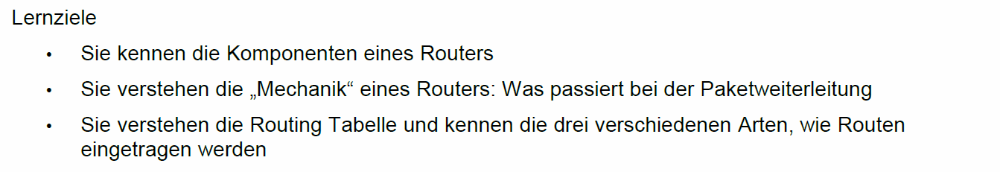 Lernziele
• Sie kennen die Komponenten eines Routers
• Sie verstehen die „Mechanik“ eines Routers: Was passiert bei der Paketweiterleitung
• Sie verstehen die Routing Tabelle und kennen die drei verschiedenen Arten, wie Routen
eingetragen werden